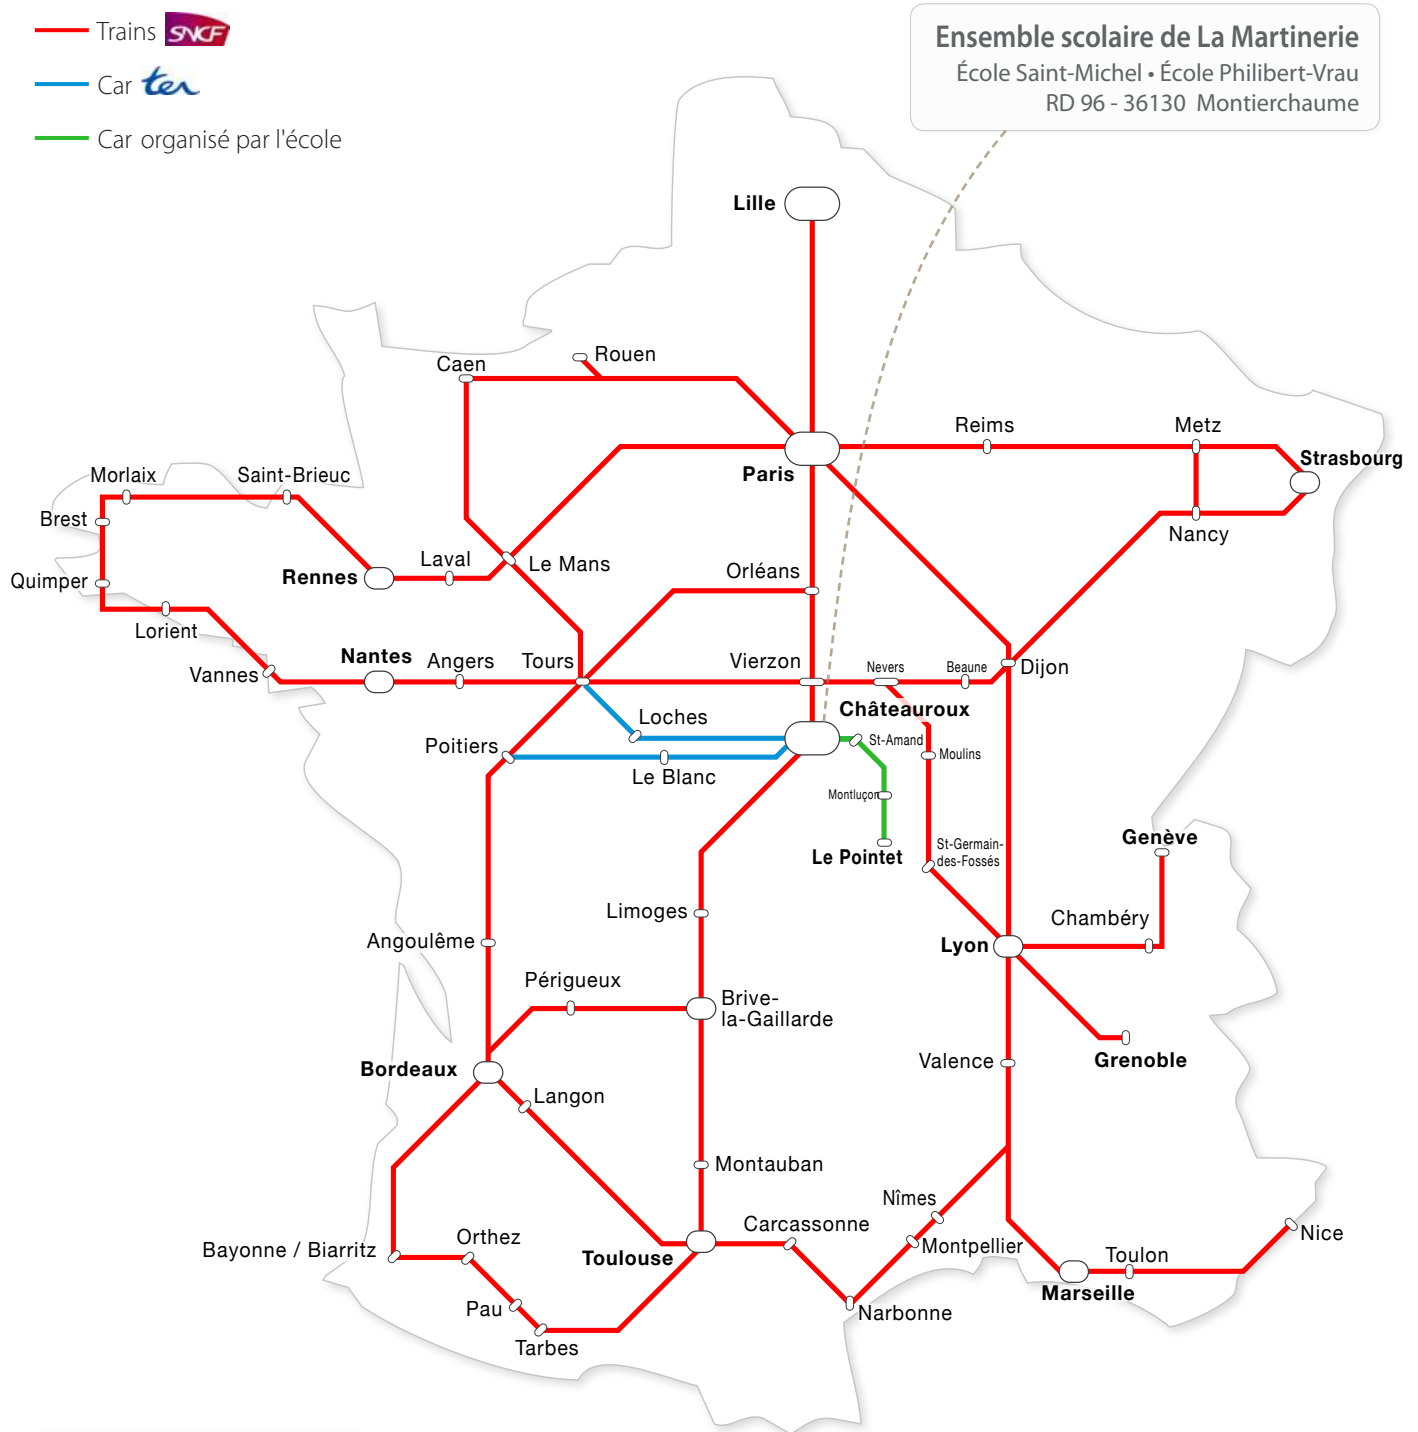 Trains SNCF
Car ter
Car organisé par l'école
Ensemble scolaire de La Martinerie
École Saint-Michel • École Philibert-Vrau
RD 96 - 36130 Montierchaume
Lille
Rouen
Caen
Reims
Metz
Strasbourg
Paris
Morlaix
Saint-Brieuc
Brest
Nancy
Laval
Le Mans
Rennes
Orléans
Quimper
Lorient
Nantes
Angers
Tours
Vierzon
Nevers
Beaune
Dijon
Vannes
Châteauroux
Loches
St-Amand
Poitiers
Moulins
Le Blanc
Montluçon
Genève
St-Germain-
des-Fossés
Le Pointet
Limoges
Chambéry
Angoulême
Lyon
Périgueux
Brive-
la-Gaillarde
Valence
Grenoble
Bordeaux
Langon
Montauban
Nîmes
Carcassonne
Nice
Orthez
Montpellier
Bayonne / Biarritz
Toulouse
Toulon
Marseille
Pau
Narbonne
Tarbes